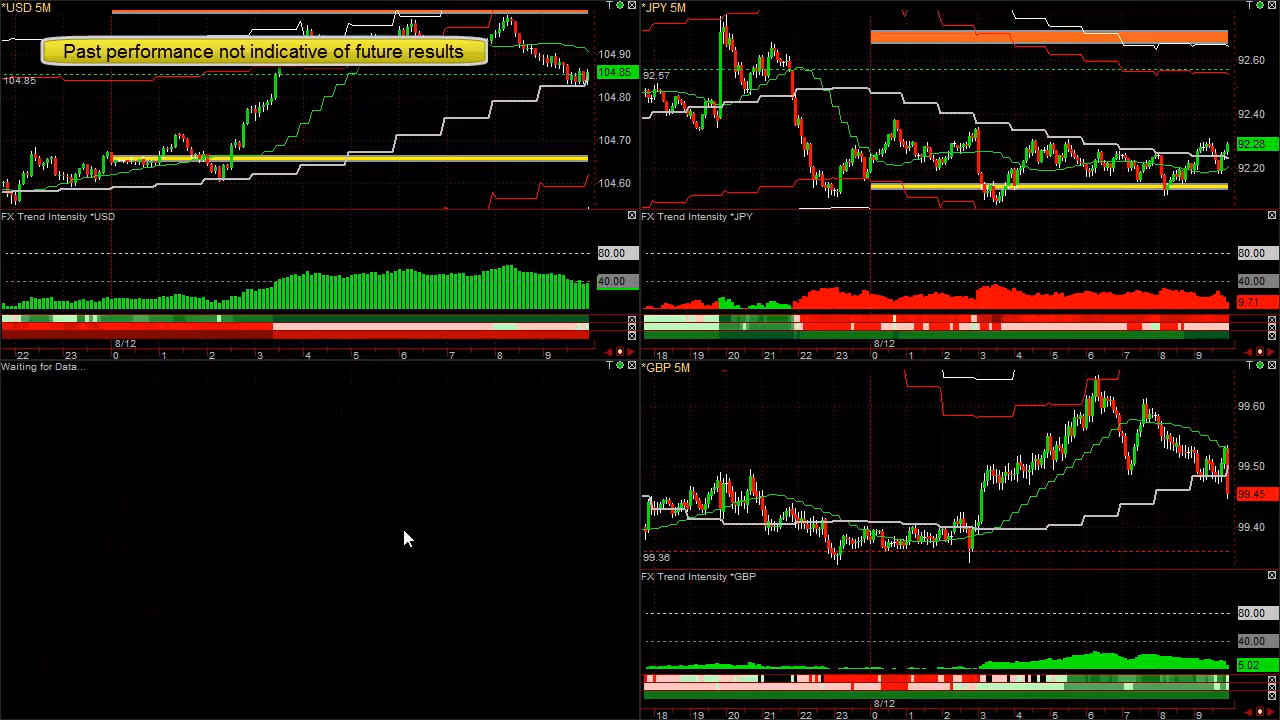 *USD 5M
T
Past performance not indicative of future results
104.90
104.85
104.85
104.80
104.70
104.60
FX Trend Intensity *USD
80.00
40.00
8/12
22 23 0 1 2 3 4 5 6 7 8 9
*JPY 5M
T
92.60
92.57
92.40
92.28
92.20
FX Trend Intensity *JPY
80.00
40.00
9.71
8/12
18 19 20 21 22 23 0 1 2 3 4 5 6 7 8 9
Waiting for Data...
T
*GBP 5M
T
99.60
99.50
99.45
99.40
99.36
FX Trend Intensity *GBP
80.00
40.00
5.02
8/12
18 19 20 21 22 23 0 1 2 3 4 5 6 7 8 9